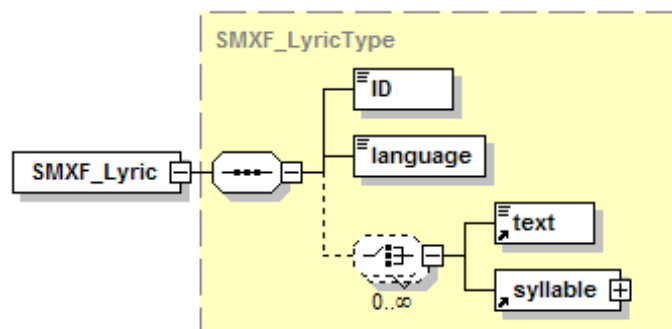 SMXF_LyricType
ID
SMXF_Lyric
language
text
syllable
0..∞